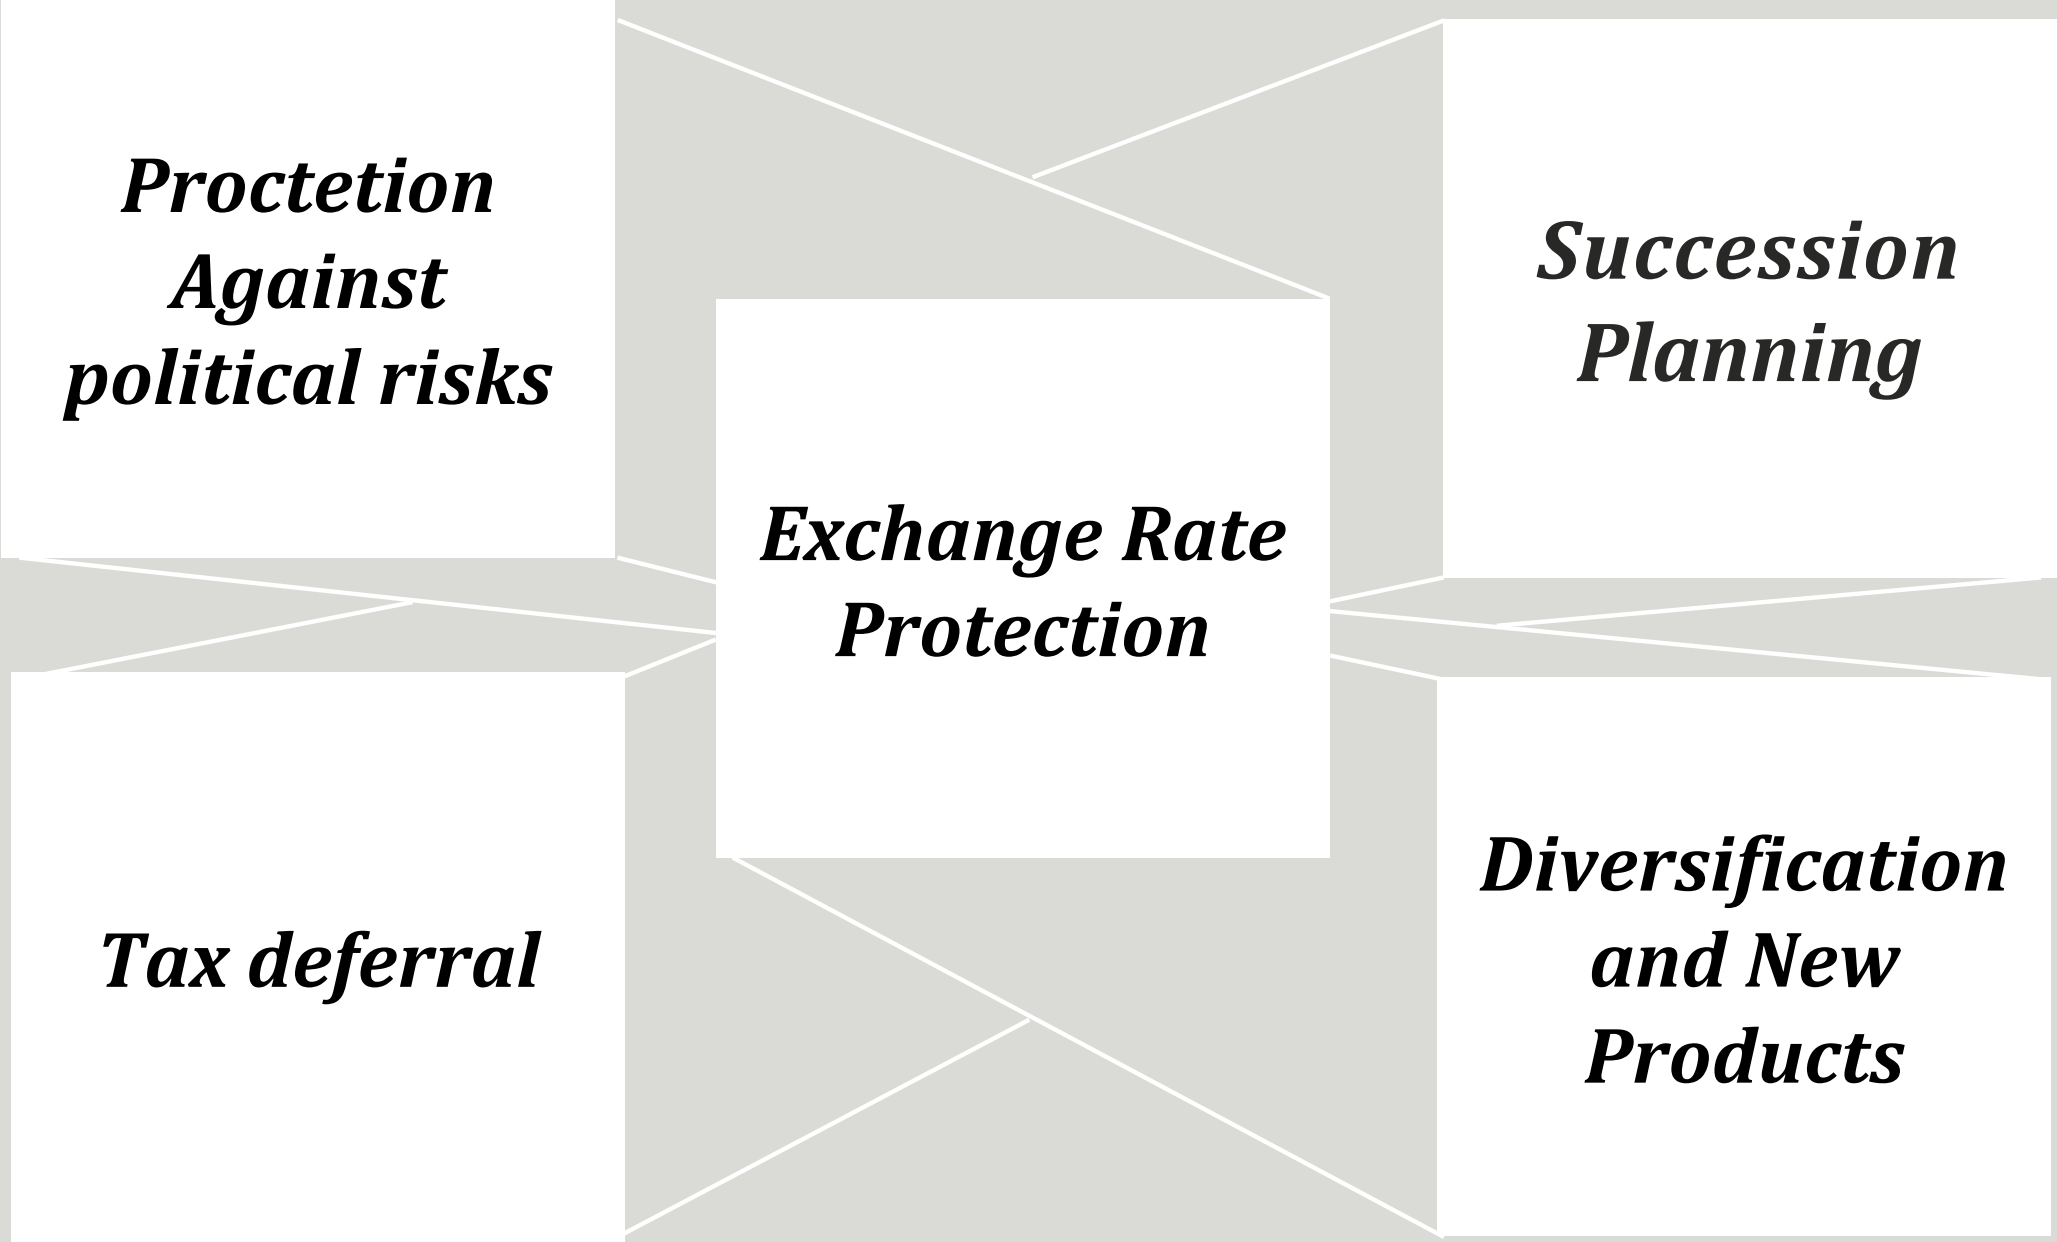 Proctetion
Against
political risks
Succession
Planning
Exchange Rate
Protection
Tax deferral
Diversification
and New
Products